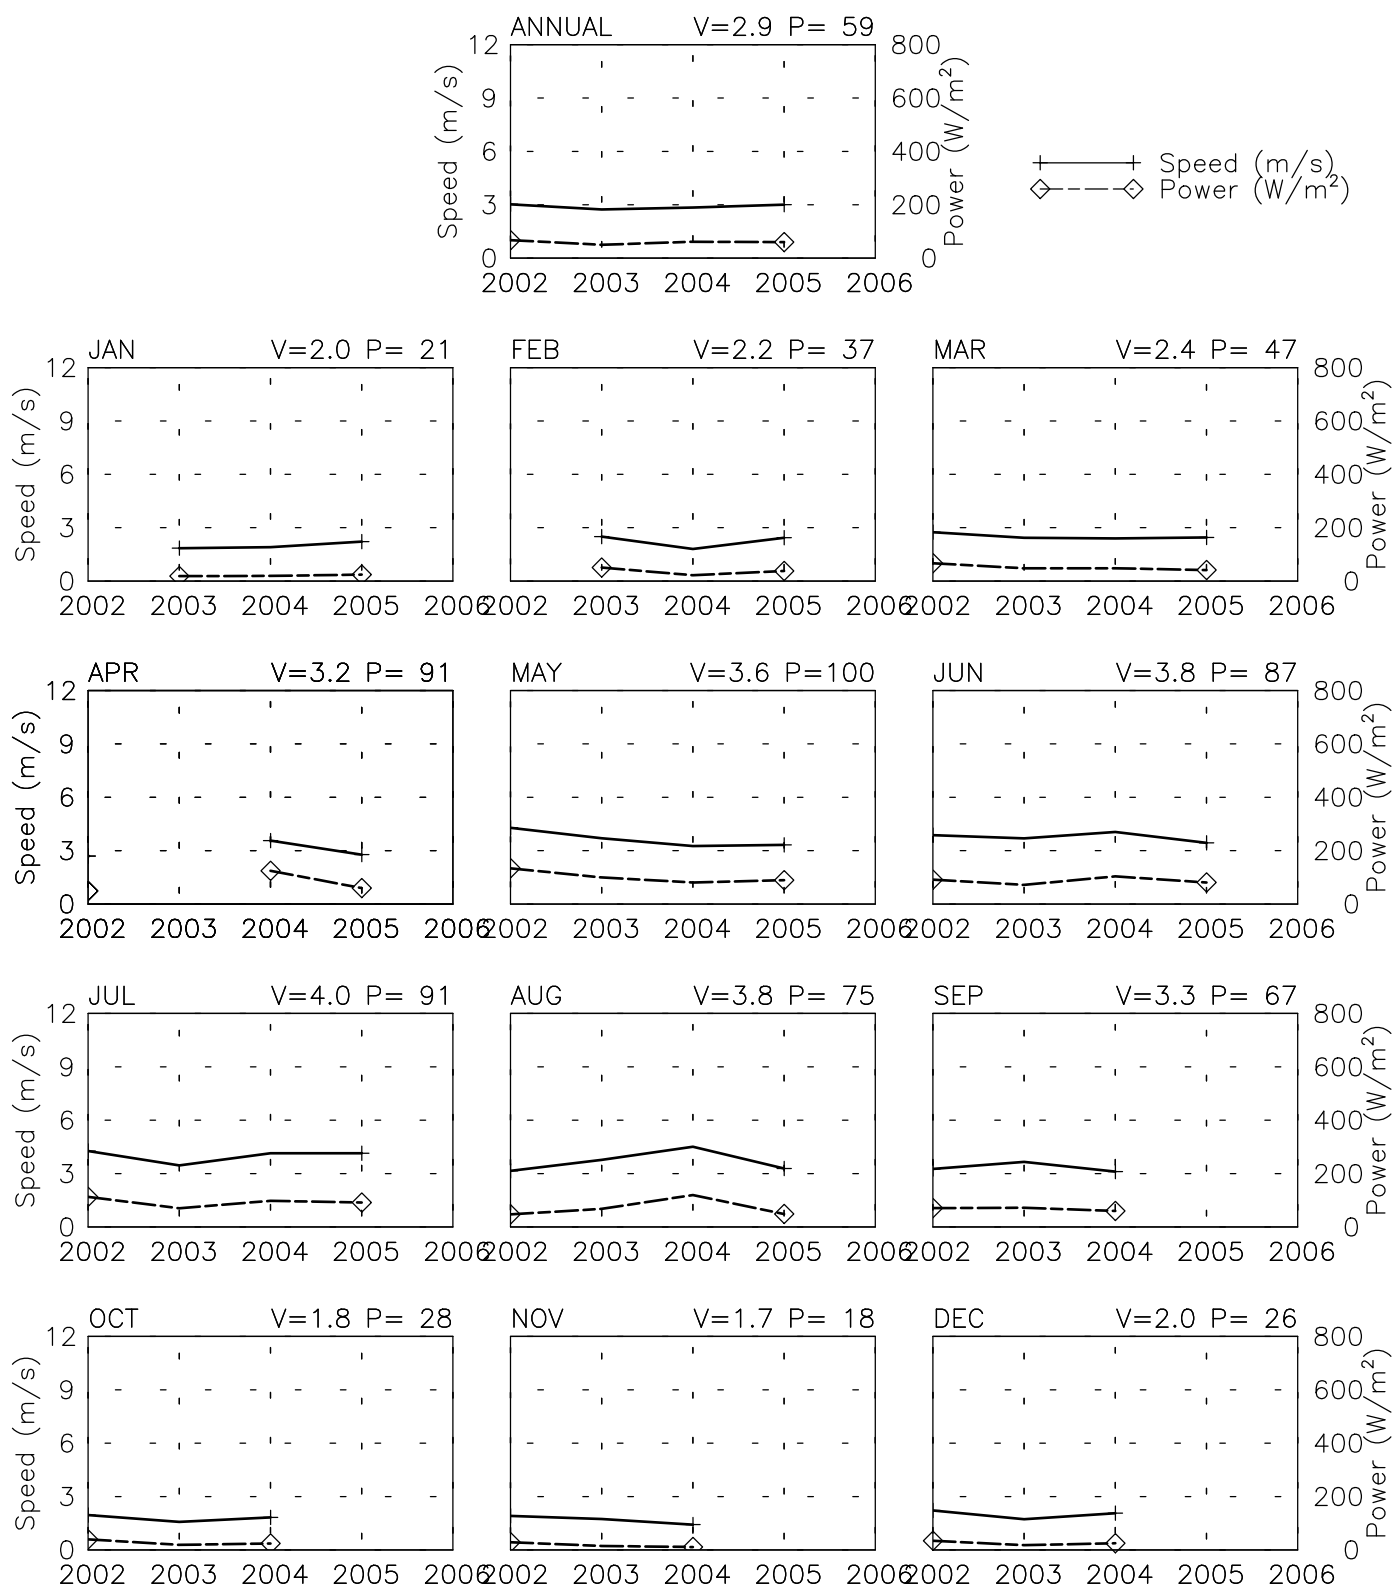 ANNUAL V=2.9 P= 59
12 800
9 600
6 400
3 200
0 0
Speed (m/s)
Power (W/m²)
2002 2003 2004 2005 2006
Speed (m/s)
Power (W/m²)
JAN V=2.0 P= 21 FEB V=2.2 P= 37 MAR V=2.4 P= 47
12 800
9 600
6 400
3 200
0 0
Speed (m/s)
Power (W/m²)
2002 2003 2004 2005 2006 2002 2003 2004 2005 2006 2002 2003 2004 2005 2006
APR V=3.2 P= 91 MAY V=3.6 P=100 JUN V=3.8 P= 87
12 800
9 600
6 400
3 200
0 0
Speed (m/s)
Power (W/m²)
2002 2003 2004 2005 2006 2002 2003 2004 2005 2006 2002 2003 2004 2005 2006
JUL V=4.0 P= 91 AUG V=3.8 P= 75 SEP V=3.3 P= 67
12 800
9 600
6 400
3 200
0 0
Speed (m/s)
Power (W/m²)
2002 2003 2004 2005 2006 2002 2003 2004 2005 2006 2002 2003 2004 2005 2006
OCT V=1.8 P= 28 NOV V=1.7 P= 18 DEC V=2.0 P= 26
12 800
9 600
6 400
3 200
0 0
Speed (m/s)
Power (W/m²)
2002 2003 2004 2005 2006 2002 2003 2004 2005 2006 2002 2003 2004 2005 2006